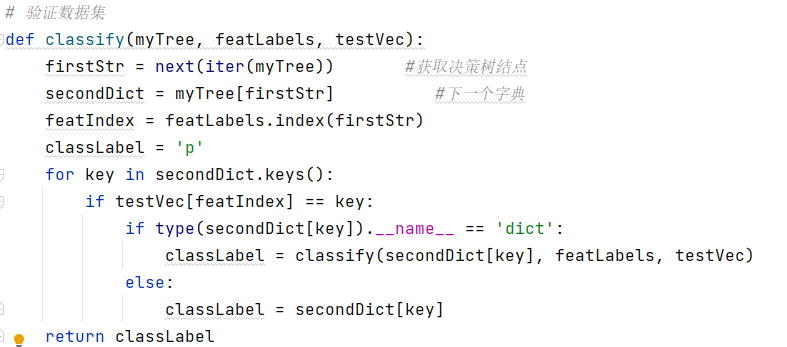 # 验证数据集
def classify(myTree, featLabels, testVec):
    firstStr = next(iter(myTree))       #获取决策树结点
    secondDict = myTree[firstStr]          #下一个字典
    featIndex = featLabels.index(firstStr)
    classLabel = 'p'
    for key in secondDict.keys():
        if testVec[featIndex] == key:
            if type(secondDict[key]).__name__ == 'dict':
                classLabel = classify(secondDict[key], featLabels, testVec)
            else:
                classLabel = secondDict[key]
    return classLabel